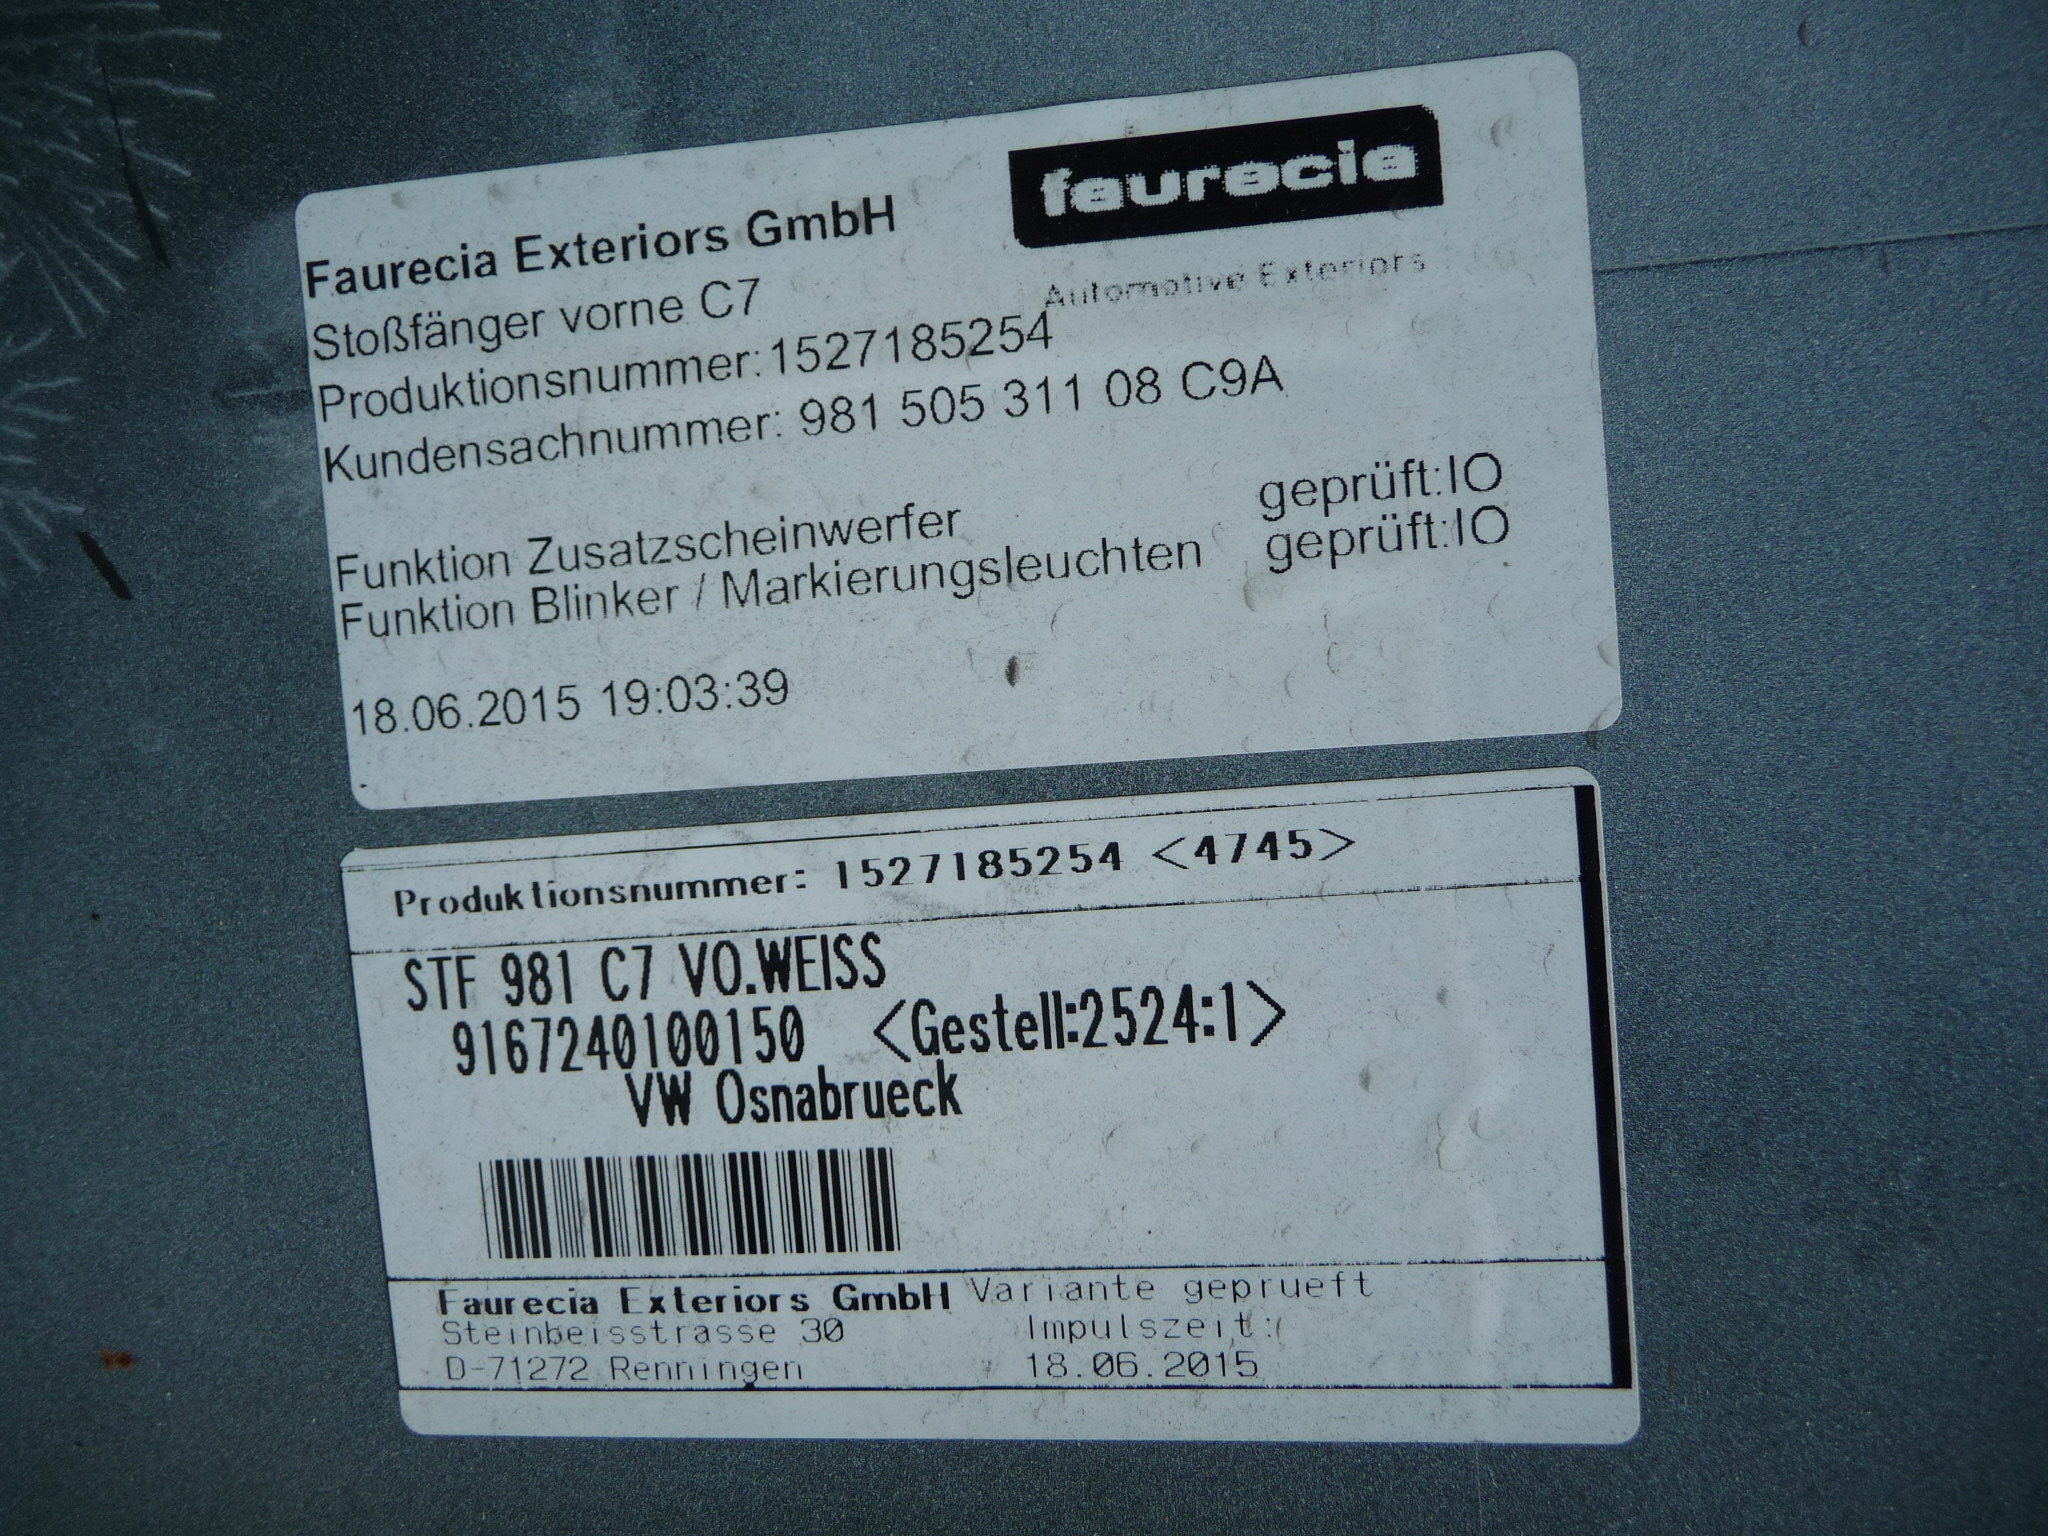 faurecia
Automotive Exteriors
Faurecia Exteriors GmbH
Stoßfänger vorne C7
Produktionsnummer:1527185254
Kundensachnummer: 981 505 311 08 C9A
Funktion Zusatzscheinwerfer geprüft:IO
Funktion Blinker / Markierungsleuchten geprüft:IO
18.06.2015 19:03:39
Produktionsnummer: 1527185254 <4745>
STF 981 C7 VO.WEISS
9167240100150 <Gestell:2524:1>
VW Osnabrueck
Faurecia Exteriors GmbH Variante geprueft
Steinbeisstrasse 30 Impulszeit:
D-71272 Renningen 18.06.2015